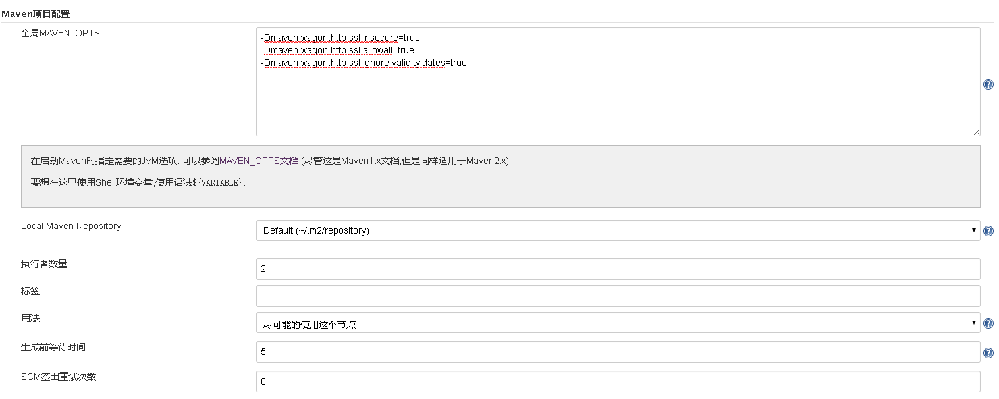 Maven项目配置
全局MAVEN_OPTS
-Dmaven.wagon.http.ssl.insecure=true
-Dmaven.wagon.http.ssl.allowall=true
-Dmaven.wagon.http.ssl.ignore.validity.dates=true
在启动Maven时指定需要的JVM选项. 可以参阅MAVEN_OPTS文档 (尽管这是Maven1.x文档,但是同样适用于Maven2.x)
要想在这里使用Shell环境变量,使用语法${VARIABLE}.
Local Maven Repository
Default (~/.m2/repository)
执行者数量
2
标签
用法
尽可能的使用这个节点
生成前等待时间
5
SCM签出重试次数
0